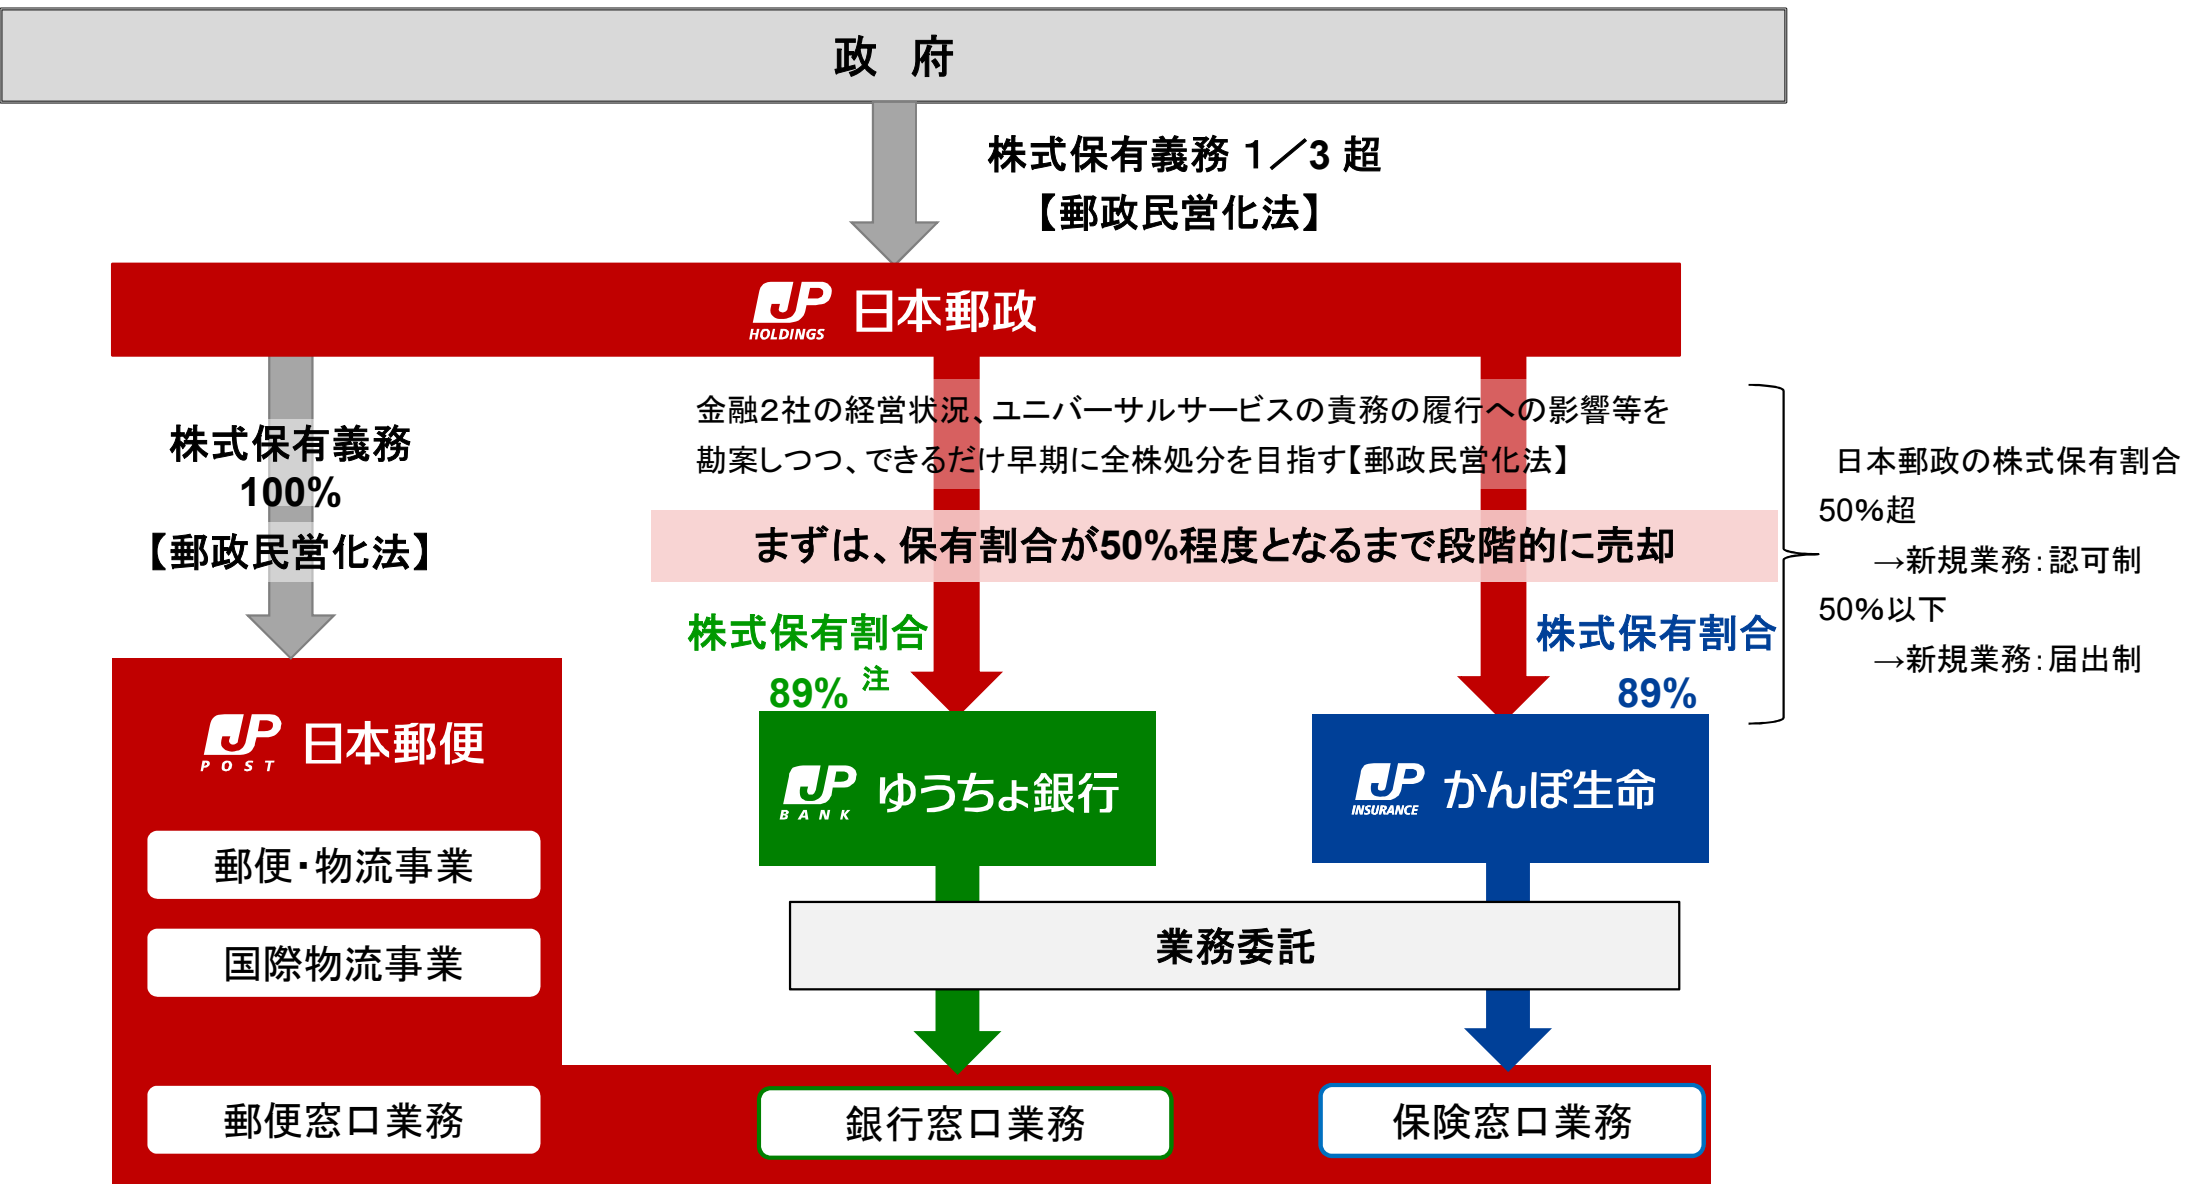 政　府
株式保有義務 １／3 超
【郵政民営化法】
JP HOLDINGS 日本郵政
株式保有義務
100%
【郵政民営化法】
金融２社の経営状況、ユニバーサルサービスの責務の履行への影響等を
勘案しつつ、できるだけ早期に全株処分を目指す【郵政民営化法】
まずは、保有割合が50%程度となるまで段階的に売却
日本郵政の株式保有割合
50%超
→新規業務：認可制
50%以下
→新規業務：届出制
株式保有割合
89% 注
株式保有割合
89%
JP POST 日本郵便
JP BANK ゆうちょ銀行
JP INSURANCE かんぽ生命
郵便・物流事業
国際物流事業
業務委託
郵便窓口業務
銀行窓口業務
保険窓口業務